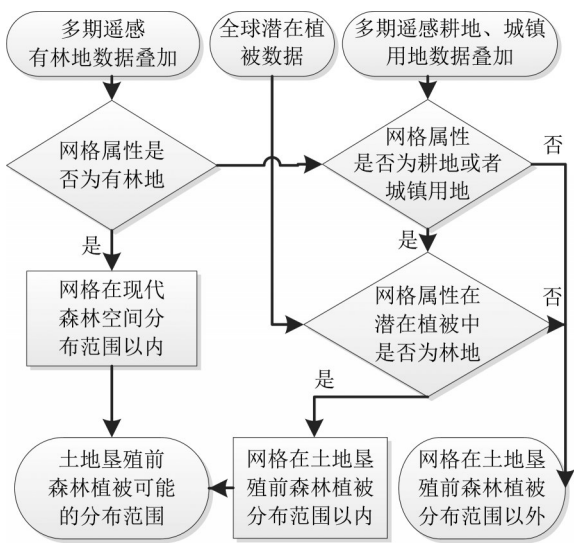 多期遥感
有林地数据叠加
全球潜在植
被数据
多期遥感耕地、城镇
用地数据叠加
网格属性是
否为有林地
网格属性
是否为耕地或者
城镇用地
否
是
是
网格在现代
森林空间分
布范围以内
网格属性在
潜在植被中
是否为林地
否
是
土地垦殖前
森林植被可能
的分布范围
网格在土地垦
殖前森林植被
分布范围以内
网格在土地垦
殖前森林植被
分布范围以外